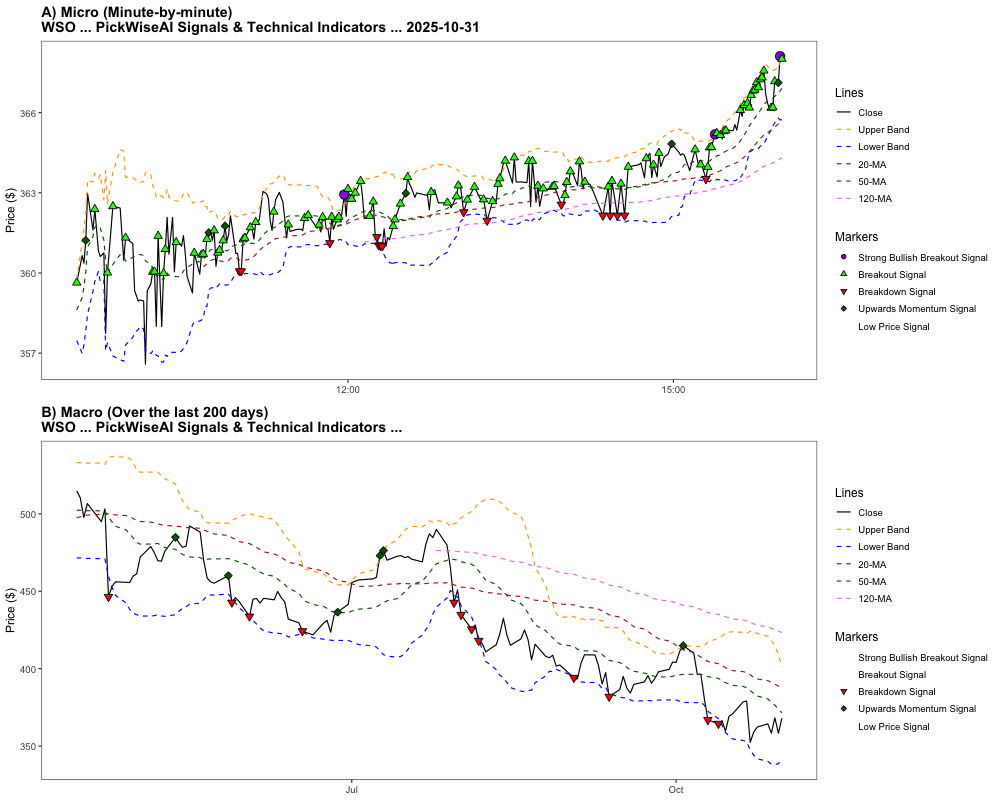 A) Micro (Minute-by-minute)
WSO ... PickWiseAI Signals & Technical Indicators ... 2025-10-31
Price ($)
366
363
360
357
12:00
15:00
Lines
Close
Upper Band
Lower Band
20-MA
50-MA
120-MA
Markers
Strong Bullish Breakout Signal
Breakout Signal
Breakdown Signal
Upwards Momentum Signal
Low Price Signal
B) Macro (Over the last 200 days)
WSO ... PickWiseAI Signals & Technical Indicators ...
Price ($)
500
450
400
350
Jul
Oct
Lines
Close
Upper Band
Lower Band
20-MA
50-MA
120-MA
Markers
Strong Bullish Breakout Signal
Breakout Signal
Breakdown Signal
Upwards Momentum Signal
Low Price Signal